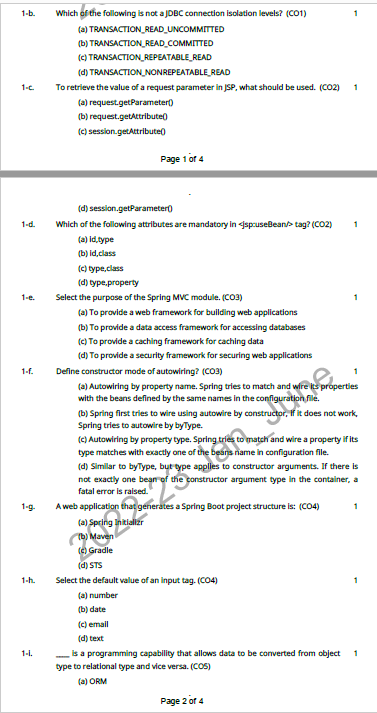 1-b. Which of the following is not a JDBC connection isolation levels? (CO1) 1
(a) TRANSACTION_READ_UNCOMMITTED
(b) TRANSACTION_READ_COMMITTED
(c) TRANSACTION_REPEATABLE_READ
(d) TRANSACTION_NONREPEATABLE_READ
1-c. To retrieve the value of a request parameter in JSP, what should be used. (CO2) 1
(a) request.getParameter()
(b) request.getAttribute()
(c) session.getAttribute()
Page 1 of 4
(d) session.getParameter()
1-d. Which of the following attributes are mandatory in <jsp:useBean/> tag? (CO2) 1
(a) id,type
(b) id,class
(c) type,class
(d) type,property
1-e. Select the purpose of the Spring MVC module. (CO3) 1
(a) To provide a web framework for building web applications
(b) To provide a data access framework for accessing databases
(c) To provide a caching framework for caching data
(d) To provide a security framework for securing web applications
1-f. Define constructor mode of autowiring? (CO3) 1
(a) Autowiring by property name. Spring tries to match and wire its properties
with the beans defined by the same names in the configuration file.
(b) Spring first tries to wire using autowire by constructor, if it does not work,
Spring tries to autowire by byType.
(c) Autowiring by property type. Spring tries to match and wire a property if its
type matches with exactly one of the beans name in configuration file.
(d) Similar to byType, but type applies to constructor arguments. If there is
not exactly one bean of the constructor argument type in the container, a
fatal error is raised.
1-g. A web application that generates a Spring Boot project structure is: (CO4) 1
(a) Spring Initializr
(b) Maven
(c) Gradle
(d) STS
1-h. Select the default value of an input tag. (CO4) 1
(a) number
(b) date
(c) email
(d) text
1-i. ____ is a programming capability that allows data to be converted from object 1
type to relational type and vice versa. (CO5)
(a) ORM
Page 2 of 4
2022-23 Jan_June